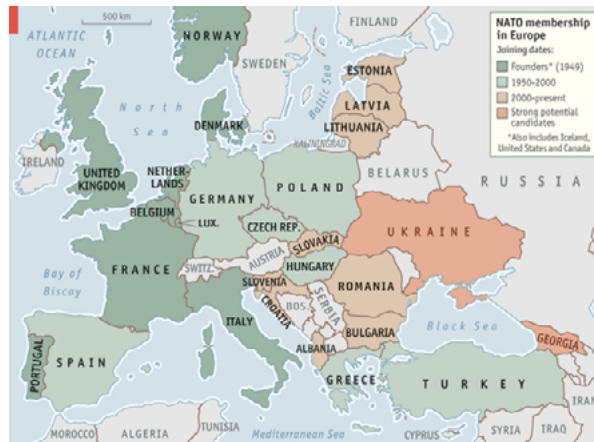 500 km
ATLANTIC
OCEAN
NORWAY
FINLAND
SWEDEN
NATO membership
in Europe
Joining dates:
Founders* (1949)
1950-2000
2000-present
Strong potential
candidates
*Also includes Iceland,
United States and Canada
North
Sea
Baltic Sea
ESTONIA
LATVIA
LITHUANIA
DENMARK
KALININGRAD
IRELAND
UNITED
KINGDOM
NETHER-
LANDS
BELGIUM
LUX.
GERMANY
POLAND
BELARUS
RUSSIA
CZECH REP.
SLOVAKIA
UKRAINE
FRANCE
SWITZ.
AUSTRIA
HUNGARY
Bay of
Biscay
SLOVENIA
CROATIA
BOS.
SERBIA
ROMANIA
ITALY
BULGARIA
Black Sea
GEORGIA
PORTUGAL
SPAIN
ALBANIA
GREECE
TURKEY
IRAN
MOROCCO
ALGERIA
TUNISIA
Mediterranean Sea
CYPRUS
SYRIA
IRAQ